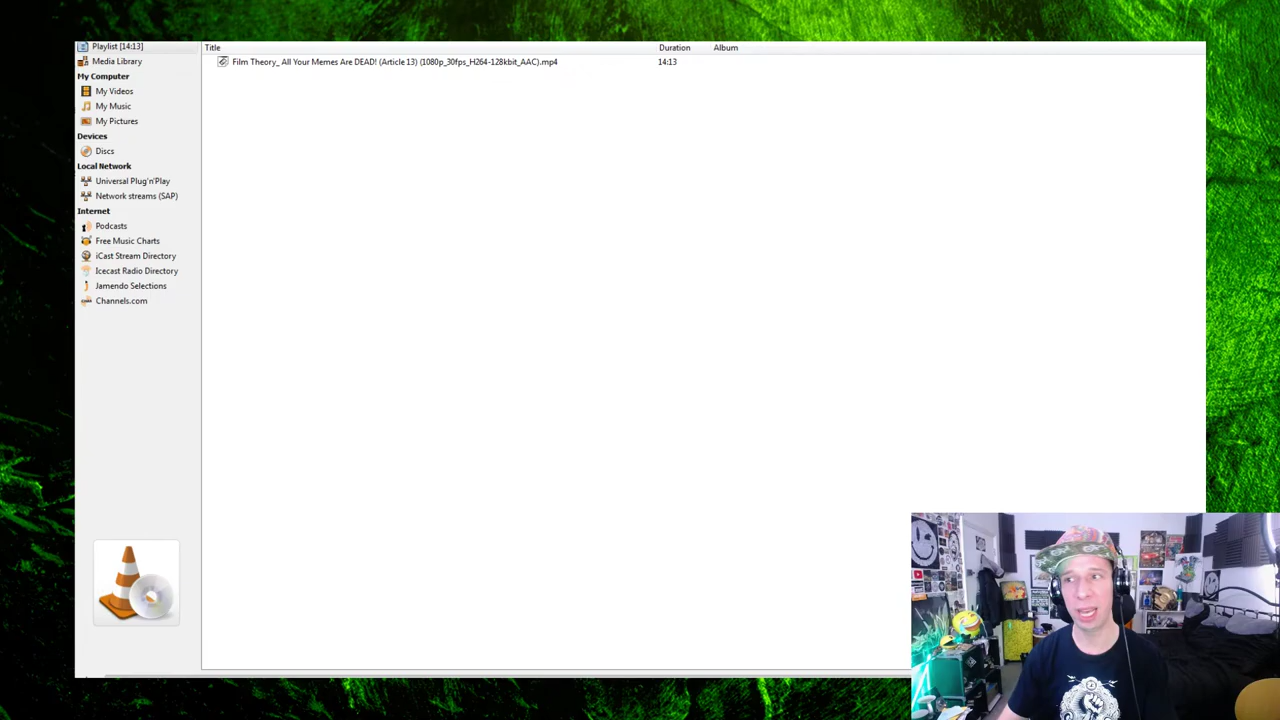 Playlist [14:13]
Media Library
My Computer
My Videos
My Music
My Pictures
Devices
Discs
Local Network
Universal Plug'n'Play
Network streams (SAP)
Internet
Podcasts
Free Music Charts
iCast Stream Directory
Icecast Radio Directory
Jamendo Selections
Channels.com
Title Duration Album
Film Theory_ All Your Memes Are DEAD! (Article 13) (1080p_30fps_H264-128kbit_AAC).mp4 14:13